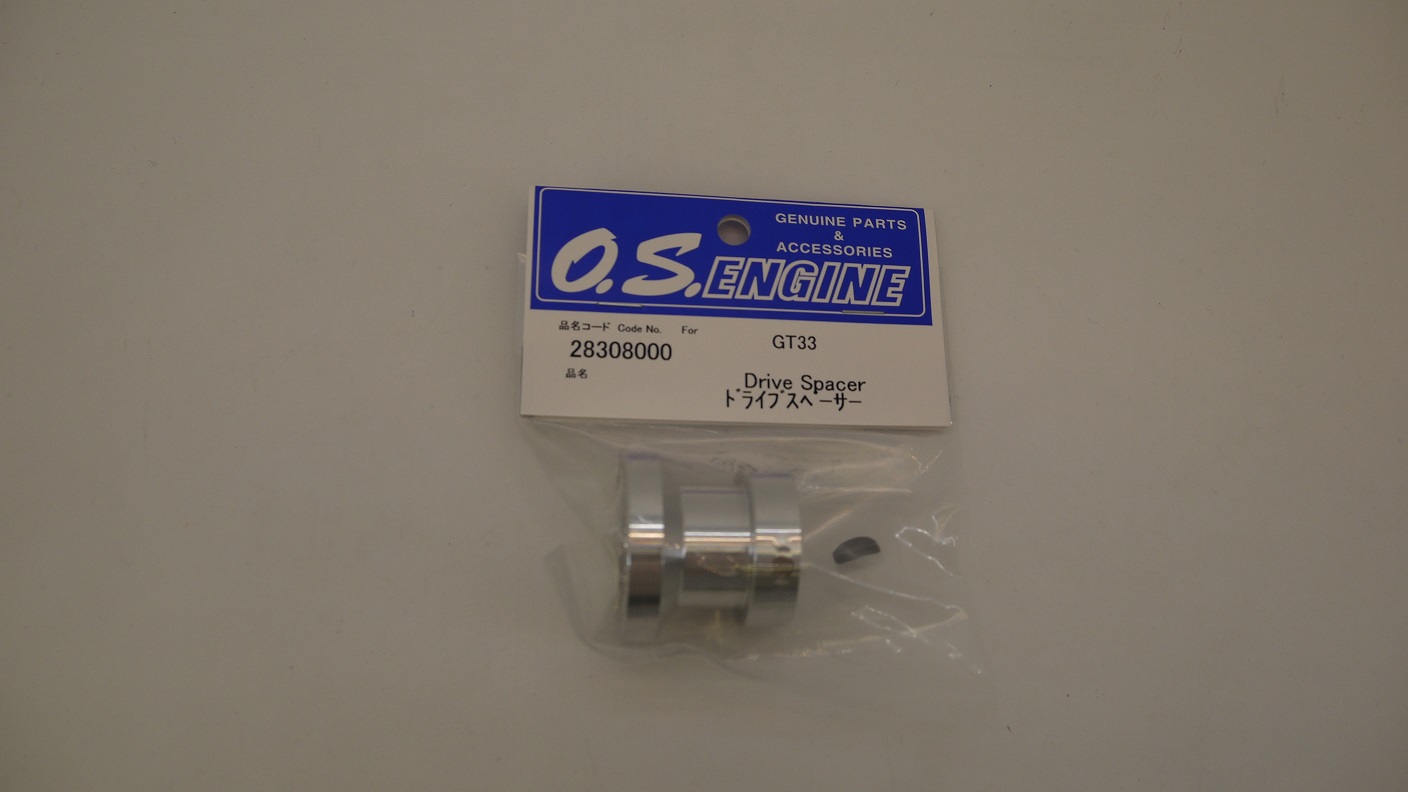 GENUINE PARTS
&
ACCESSORIES
O.S.ENGINE
品名コード Code No. For
28308000
GT33
品名
Drive Spacer
ドライブスペーサー